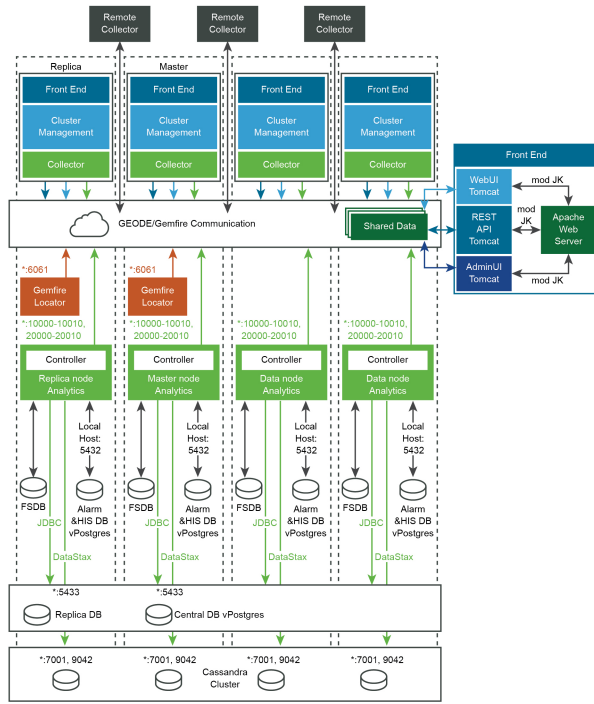 Remote
Collector
Remote
Collector
Remote
Collector
Replica
Master
Front End
Front End
Front End
Front End
Cluster
Management
Cluster
Management
Cluster
Management
Cluster
Management
Collector
Collector
Collector
Collector
Front End
WebUI
Tomcat
mod JK
REST
API
Tomcat
mod
JK
Apache
Web
Server
AdminUI
Tomcat
mod JK
GEODE/Gemfire Communication
Shared Data
*:6061
*:6061
Gemfire
Locator
Gemfire
Locator
*:10000-10010,
20000-20010
*:10000-10010,
20000-20010
*:10000-10010,
20000-20010
*:10000-10010,
20000-20010
Controller
Controller
Controller
Controller
Replica node
Analytics
Master node
Analytics
Data node
Analytics
Data node
Analytics
Local
Host:
5432
Local
Host:
5432
Local
Host:
5432
Local
Host:
5432
FSDB
Alarm
&HIS DB
vPostgres
FSDB
Alarm
&HIS DB
vPostgres
FSDB
Alarm
&HIS DB
vPostgres
FSDB
Alarm
&HIS DB
vPostgres
JDBC
JDBC
JDBC
JDBC
DataStax
DataStax
DataStax
DataStax
*:5433
*:5433
Replica DB
Central DB vPostgres
*:7001, 9042
*:7001, 9042
*:7001, 9042
*:7001, 9042
Cassandra
Cluster